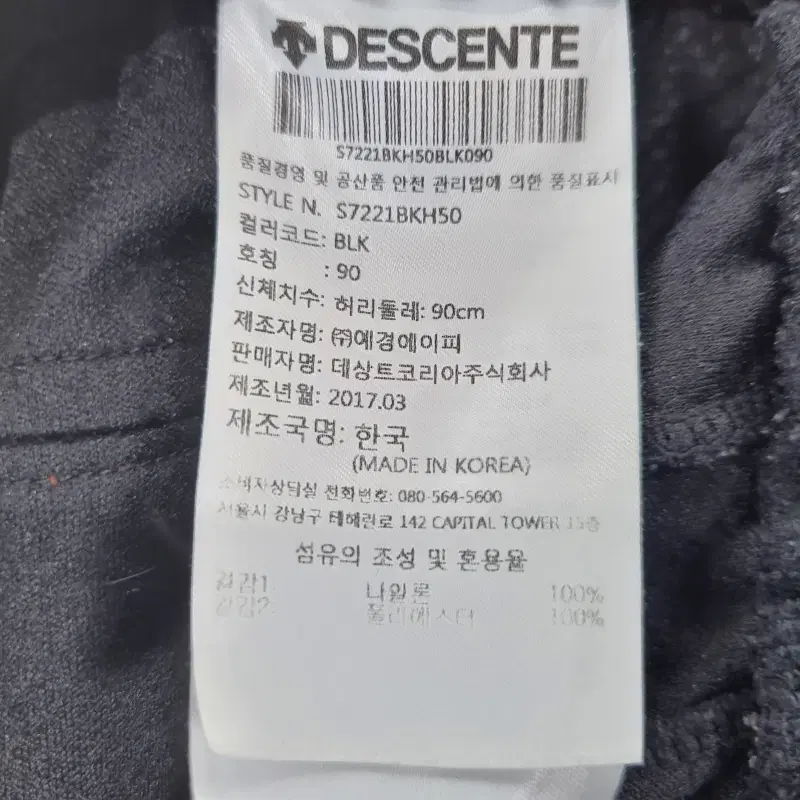 DESCENTE
S7221BKH50BLK090
품질경영 및 공산품 안전 관리법에 의한 품질표시
STYLE N. S7221BKH50
컬러코드: BLK
호칭 : 90
신체치수: 허리둘레: 90cm
제조자명: ㈜예경에이피
판매자명: 데상트코리아주식회사
제조년월: 2017.03
제조국명: 한국
(MADE IN KOREA)
소비자상담실 전화번호: 080-564-5600
서울시 강남구 테헤란로 142 CAPITAL TOWER 15층
섬유의 조성 및 혼용율
겉감1 나일론 100%
겉감2 폴리에스터 100%